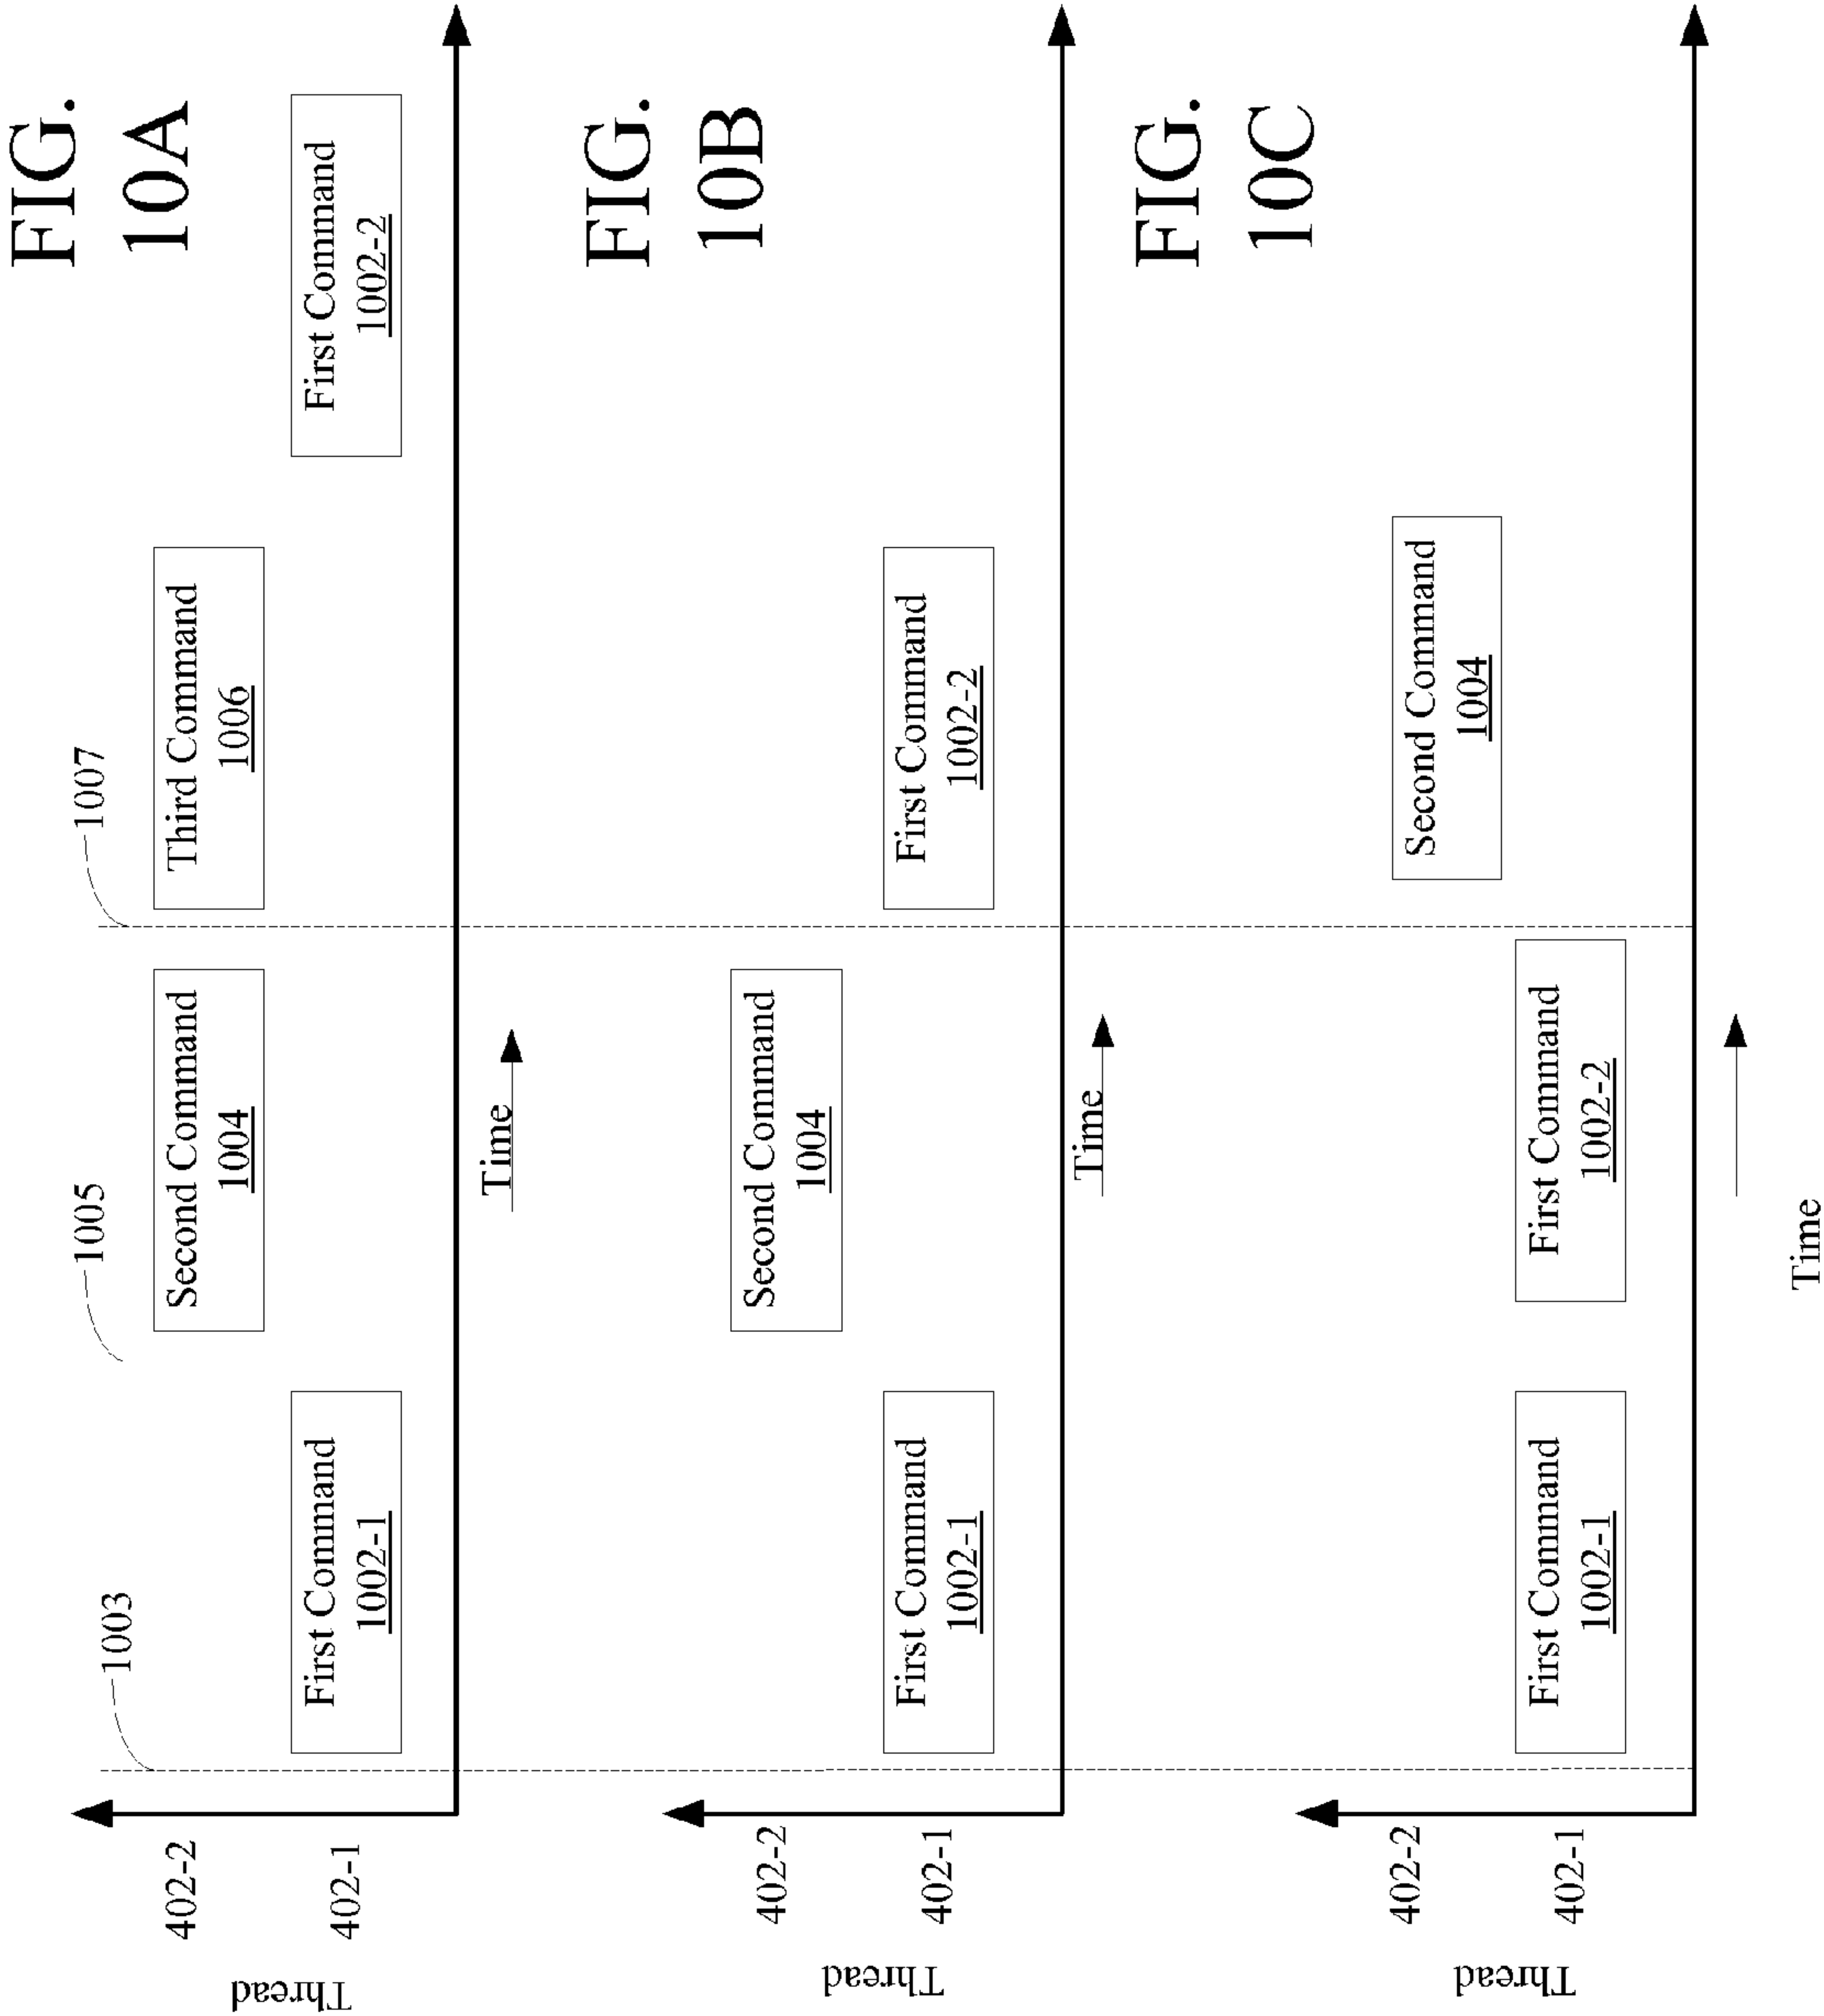 FIG.
10A
1003
1005
1007
Thread
402-2
402-1
Second Command
1004
Third Command
1006
First Command
1002-1
First Command
1002-2
Time
FIG.
10B
Thread
402-2
402-1
Second Command
1004
First Command
1002-1
First Command
1002-2
Time
FIG.
10C
Thread
402-2
402-1
Second Command
1004
First Command
1002-1
First Command
1002-2
Time